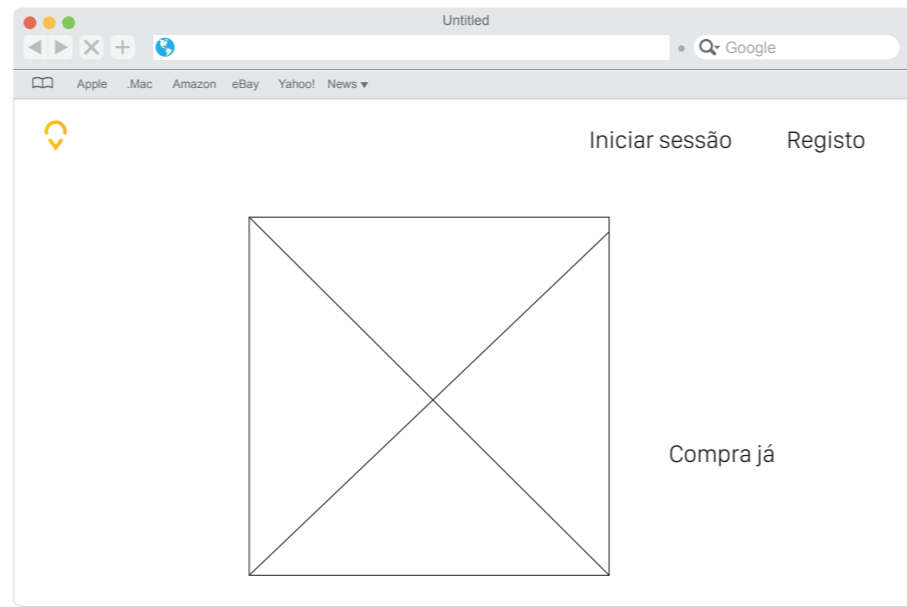 Untitled
Google
Apple .Mac Amazon eBay Yahoo! News
Iniciar sessão Registo
Compra já